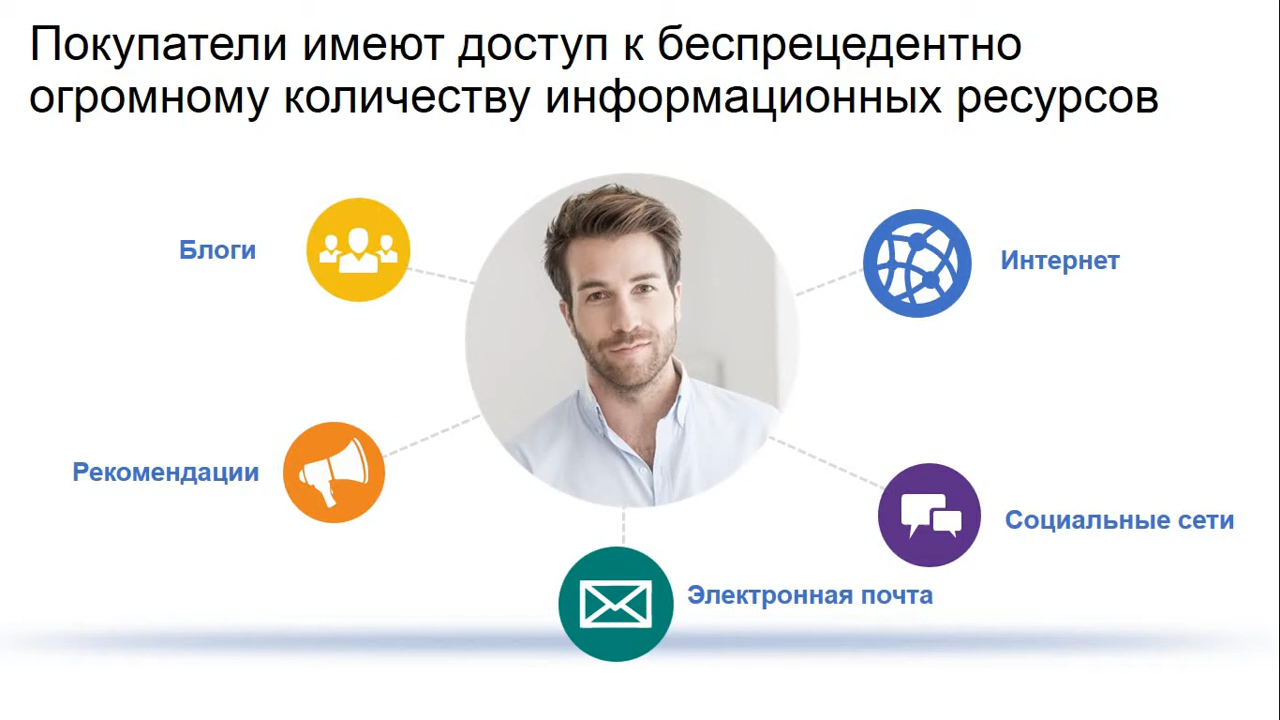 Покупатели имеют доступ к беспрецедентно
огромному количеству информационных ресурсов
Блоги
Интернет
Рекомендации
Социальные сети
Электронная почта